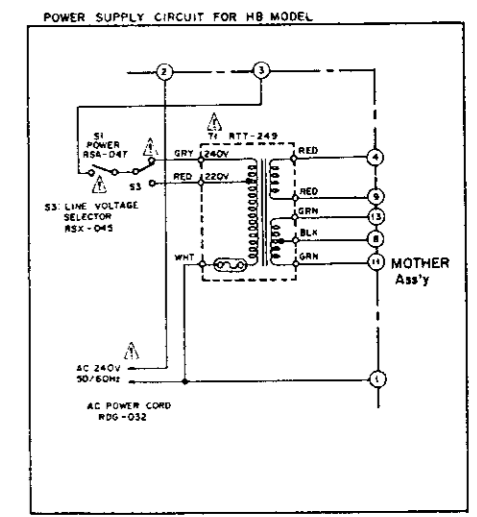 POWER SUPPLY CIRCUIT FOR HB MODEL
2
3
S1
POWER
RSA-047
T1 RTT-249
GRY
240V
RED
4
RED
220V
S3
RED
9
S3: LINE VOLTAGE
SELECTOR
RSX-045
GRN
13
BLK
8
WHT
GRN
11
MOTHER
Ass'y
AC 240V
50/60Hz
1
AC POWER CORD
RDG-032